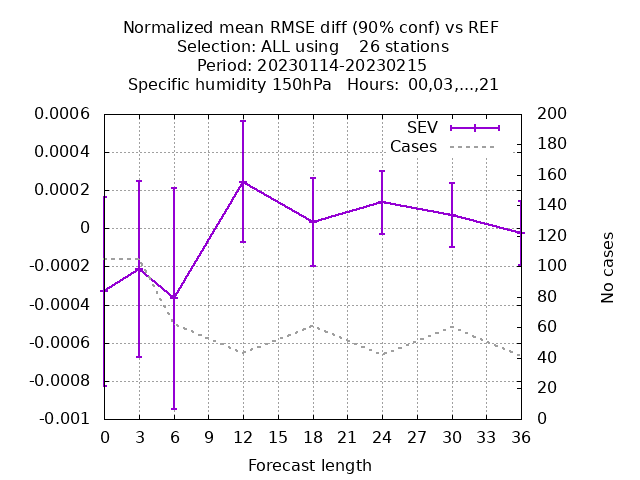 Normalized mean RMSE diff (90% conf) vs REF
Selection: ALL using 26 stations
Period: 20230114-20230215
Specific humidity 150hPa Hours: 00,03,...,21
SEV
Cases
0.0006
0.0004
0.0002
0
-0.0002
-0.0004
-0.0006
-0.0008
-0.001
200
180
160
140
120
100
80
60
40
20
0
No cases
0 3 6 9 12 15 18 21 24 27 30 33 36
Forecast length